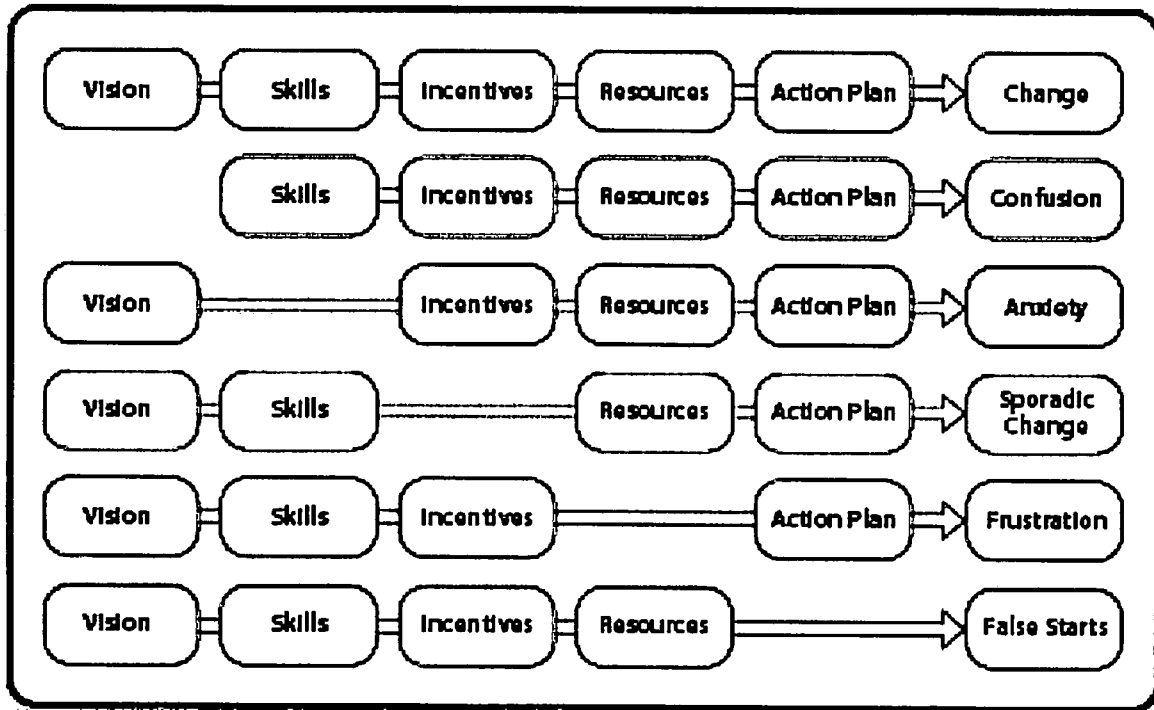 Vision Skills Incentives Resources Action Plan Change
Skills Incentives Resources Action Plan Confusion
Vision Incentives Resources Action Plan Anxiety
Vision Skills Resources Action Plan Sporadic
Change
Vision Skills Incentives Action Plan Frustration
Vision Skills Incentives Resources False Starts